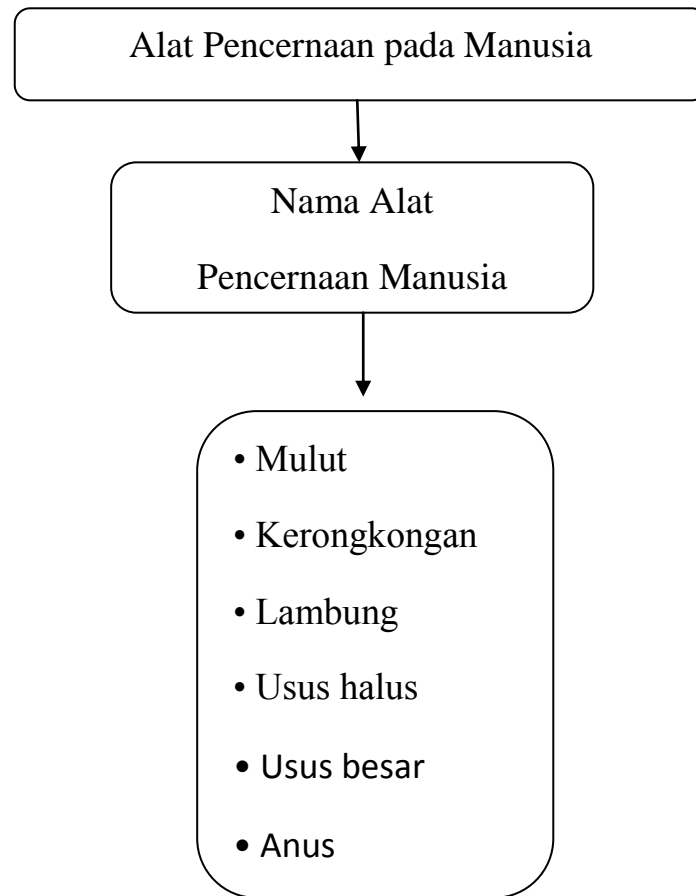 Alat Pencernaan pada Manusia
Nama Alat
Pencernaan Manusia
• Mulut
• Kerongkongan
• Lambung
• Usus halus
• Usus besar
• Anus